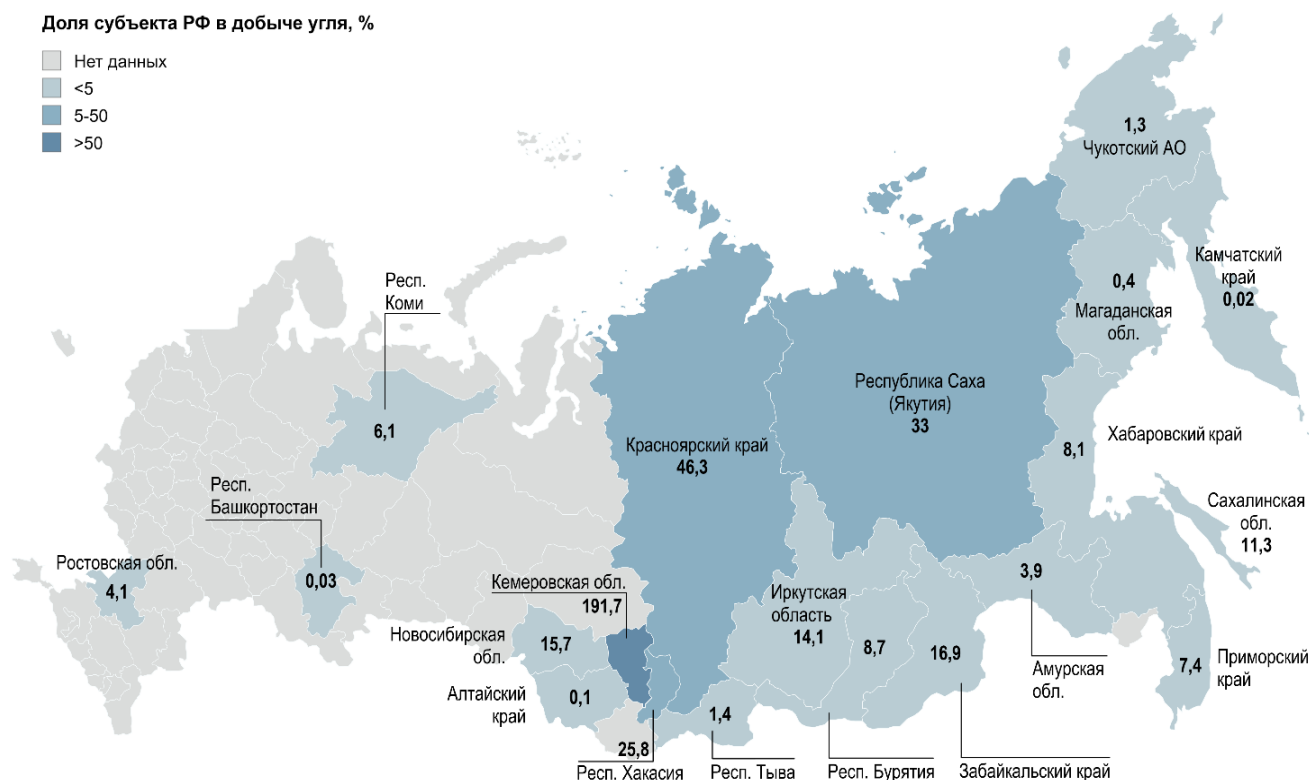 Доля субъекта РФ в добыче угля, %
Нет данных
<5
5-50
>50
1,3
Чукотский АО
Камчатский
край
0,02
0,4
Магаданская
обл.
Респ.
Коми
6,1
Республика Саха
(Якутия)
33
Красноярский край
46,3
8,1
Хабаровский край
Респ.
Башкортостан
0,03
Сахалинская
обл.
11,3
Ростовская обл.
4,1
Кемеровская обл.
191,7
Иркутская
область
14,1
3,9
Новосибирская
обл.
15,7
8,7
16,9
Амурская
обл.
7,4
Приморский
край
Алтайский
край
0,1
1,4
25,8
Респ. Хакасия
Респ. Тыва
Респ. Бурятия
Забайкальский край